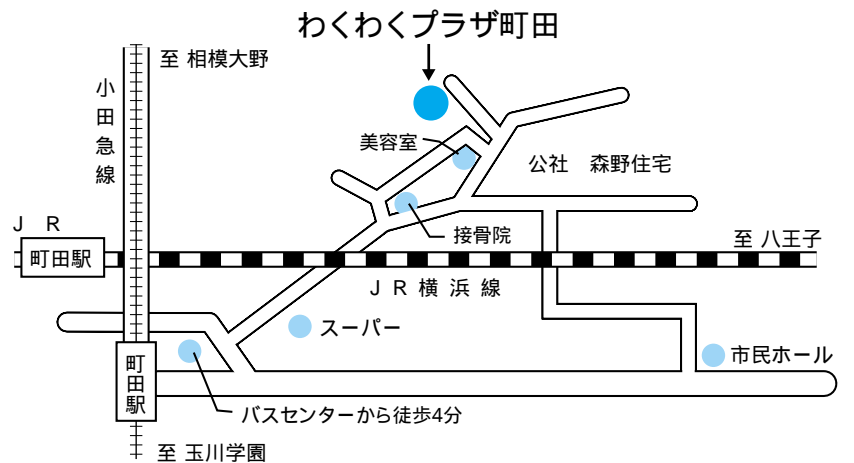 わくわくプラザ町田
至 相模大野
小田急線
美容室
公社　森野住宅
ＪＲ
町田駅
接骨院
至 八王子
ＪＲ横浜線
スーパー
市民ホール
町田駅
バスセンターから徒歩4分
至 玉川学園